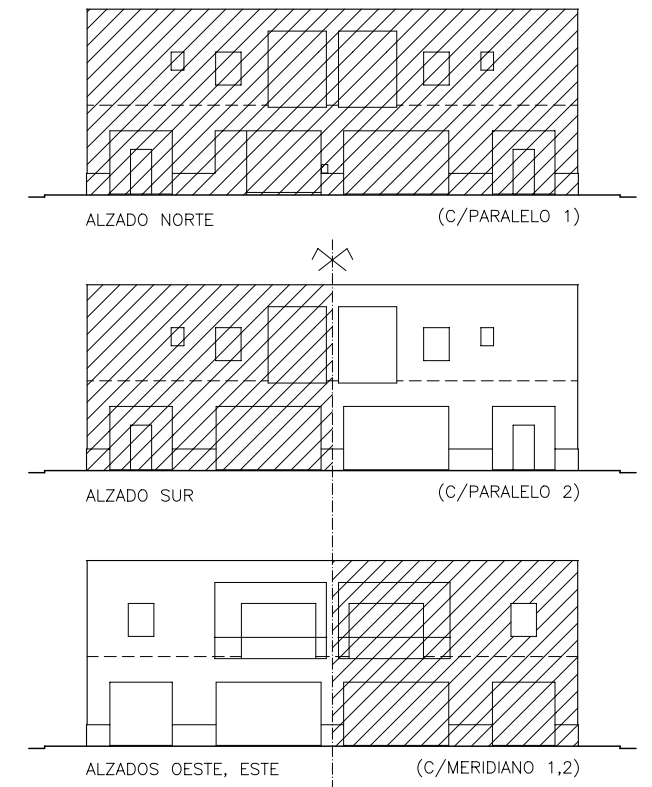 ALZADO NORTE (C/PARALELO 1)
ALZADO SUR (C/PARALELO 2)
ALZADOS OESTE, ESTE (C/MERIDIANO 1,2)